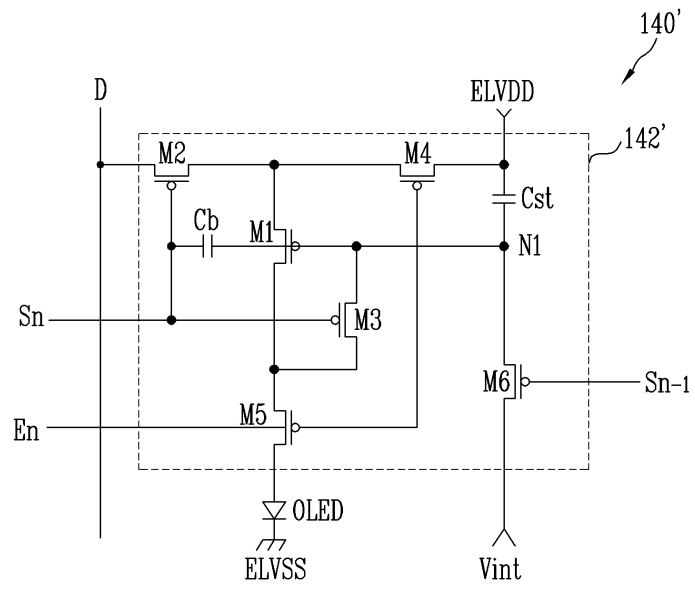 140'
D
ELVDD
142'
M2
M4
Cst
Cb
M1
N1
Sn
M3
M6
Sn-1
M5
En
OLED
ELVSS
Vint